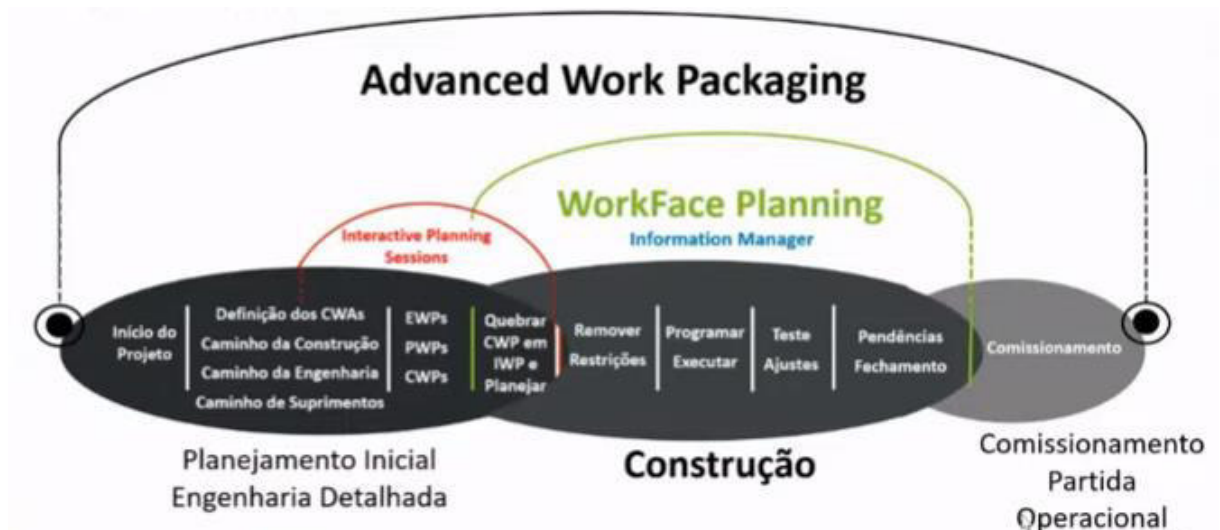 Advanced Work Packaging
WorkFace Planning
Information Manager
Interactive Planning
Sessions
Início do
Projeto
Definição dos CWAs
Caminho da Construção
Caminho da Engenharia
Caminho de Suprimentos
EWPs
PWPs
CWPs
Quebrar
CWP em
IWP e
Planejar
Remover
Restrições
Programar
Executar
Teste
Ajustes
Pendências
Fechamento
Comissionamento
Planejamento Inicial
Engenharia Detalhada
Construção
Comissionamento
Partida
Operacional